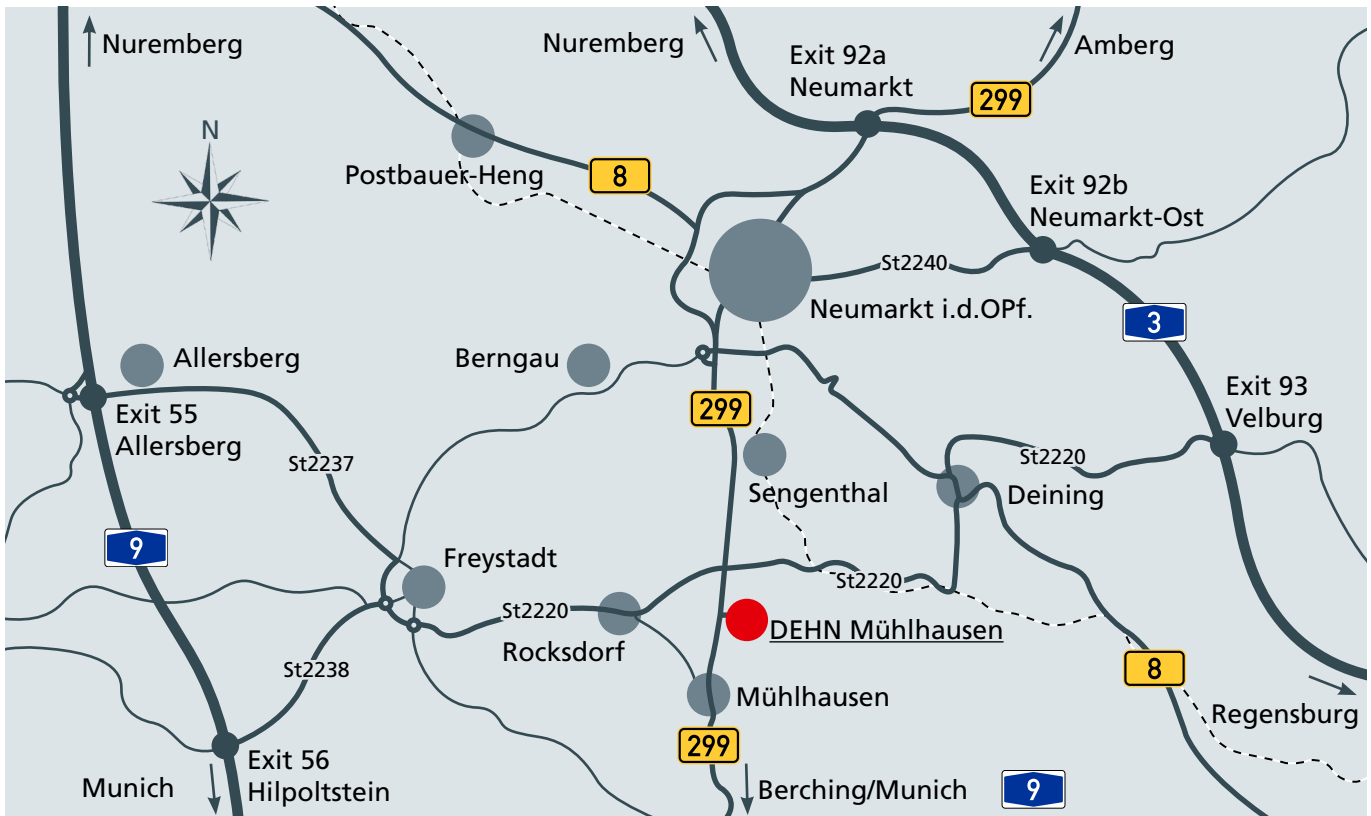 Nuremberg
Nuremberg
Exit 92a
Neumarkt
Amberg
299
N
Postbauer-Heng
8
Exit 92b
Neumarkt-Ost
St2240
Neumarkt i.d.OPf.
3
Allersberg
Berngau
Exit 55
Allersberg
299
Exit 93
Velburg
St2237
Sengenthal
St2220
Deining
9
Freystadt
St2220
St2220
Rocksdorf
DEHN Mühlhausen
St2238
Mühlhausen
8
Regensburg
299
Exit 56
Hilpoltstein
Munich
Berching/Munich
9